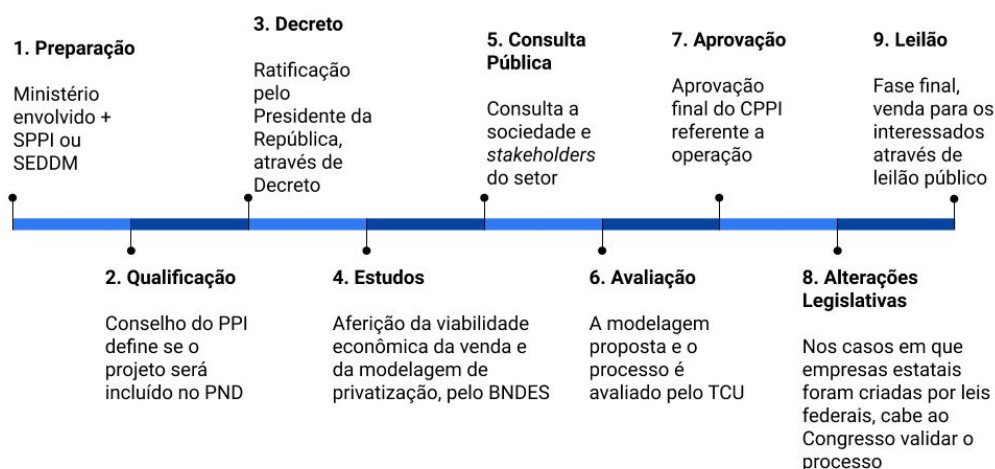 1. Preparação
Ministério
envolvido +
SPPI ou
SEDDM
2. Qualificação
Conselho do PPI
define se o
projeto será
incluído no PND
3. Decreto
Ratificação
pelo
Presidente da
República,
através de
Decreto
4. Estudos
Aferição da viabilidade
econômica da venda e
da modelagem de
privatização, pelo BNDES
5. Consulta
Pública
Consulta a
sociedade e
stakeholders
do setor
6. Avaliação
A modelagem
proposta e o
processo é
avaliado pelo TCU
7. Aprovação
Aprovação
final do CPPI
referente a
operação
8. Alterações
Legislativas
Nos casos em que
empresas estatais
foram criadas por leis
federais, cabe ao
Congresso validar o
processo
9. Leilão
Fase final,
venda para os
interessados
através de
leilão público